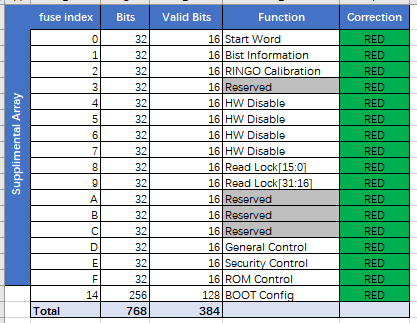 fuse index Bits Valid Bits Function Correction
Supplimental Array
0 32 16 Start Word RED
1 32 16 Bist Information RED
2 32 16 RINGO Calibration RED
3 32 16 Reserved RED
4 32 16 HW Disable RED
5 32 16 HW Disable RED
6 32 16 HW Disable RED
7 32 16 HW Disable RED
8 32 16 Read Lock[15:0] RED
9 32 16 Read Lock[31:16] RED
A 32 16 Reserved RED
B 32 16 Reserved RED
C 32 16 Reserved RED
D 32 16 General Control RED
E 32 16 Security Control RED
F 32 16 ROM Control RED
14 256 128 BOOT Config RED
Total 768 384